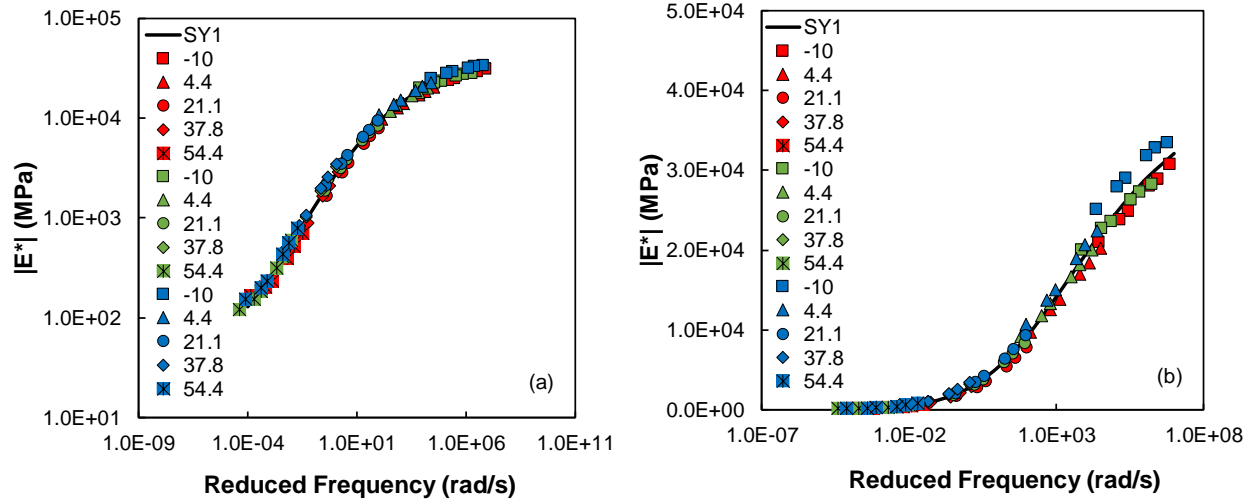 1.0E+05
1.0E+04
1.0E+03
1.0E+02
1.0E+01
|E*| (MPa)
SY1
-10
4.4
21.1
37.8
54.4
-10
4.4
21.1
37.8
54.4
-10
4.4
21.1
37.8
54.4
(a)
1.0E-09 1.0E-04 1.0E+01 1.0E+06 1.0E+11
Reduced Frequency (rad/s)
5.0E+04
4.0E+04
3.0E+04
2.0E+04
1.0E+04
0.0E+00
|E*| (MPa)
SY1
-10
4.4
21.1
37.8
54.4
-10
4.4
21.1
37.8
54.4
-10
4.4
21.1
37.8
54.4
(b)
1.0E-07 1.0E-02 1.0E+03 1.0E+08
Reduced Frequency (rad/s)